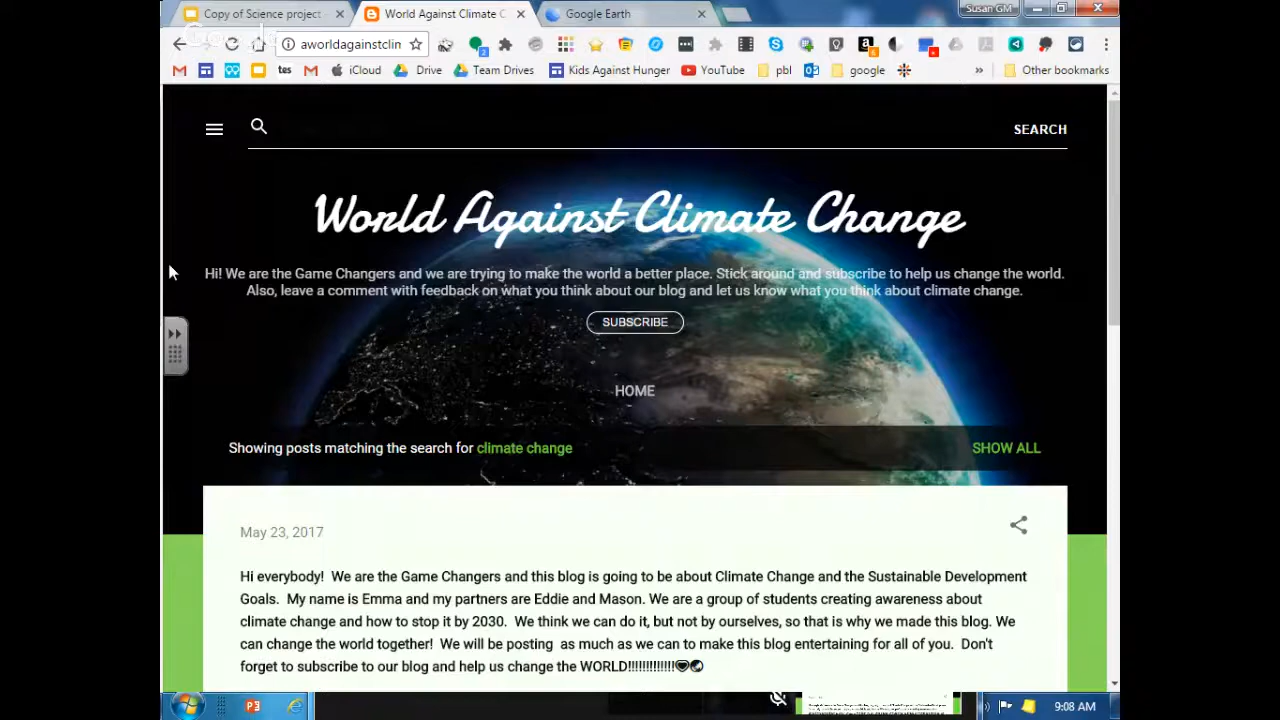 Copy of Science project
World Against Climate C
Google Earth
Susan GM
aworldagainstclin
tes
iCloud
Drive
Team Drives
Kids Against Hunger
YouTube
pbl
google
»
Other bookmarks
SEARCH
World Against Climate Change
Hi! We are the Game Changers and we are trying to make the world a better place. Stick around and subscribe to help us change the world.
Also, leave a comment with feedback on what you think about our blog and let us know what you think about climate change.
SUBSCRIBE
HOME
Showing posts matching the search for climate change
SHOW ALL
May 23, 2017
Hi everybody!  We are the Game Changers and this blog is going to be about Climate Change and the Sustainable Development
Goals.  My name is Emma and my partners are Eddie and Mason. We are a group of students creating awareness about
climate change and how to stop it by 2030.  We think we can do it, but not by ourselves, so that is why we made this blog. We
can change the world together!  We will be posting  as much as we can to make this blog entertaining for all of you.  Don't
forget to subscribe to our blog and help us change the WORLD!!!!!!!!!!!!!
9:08 AM